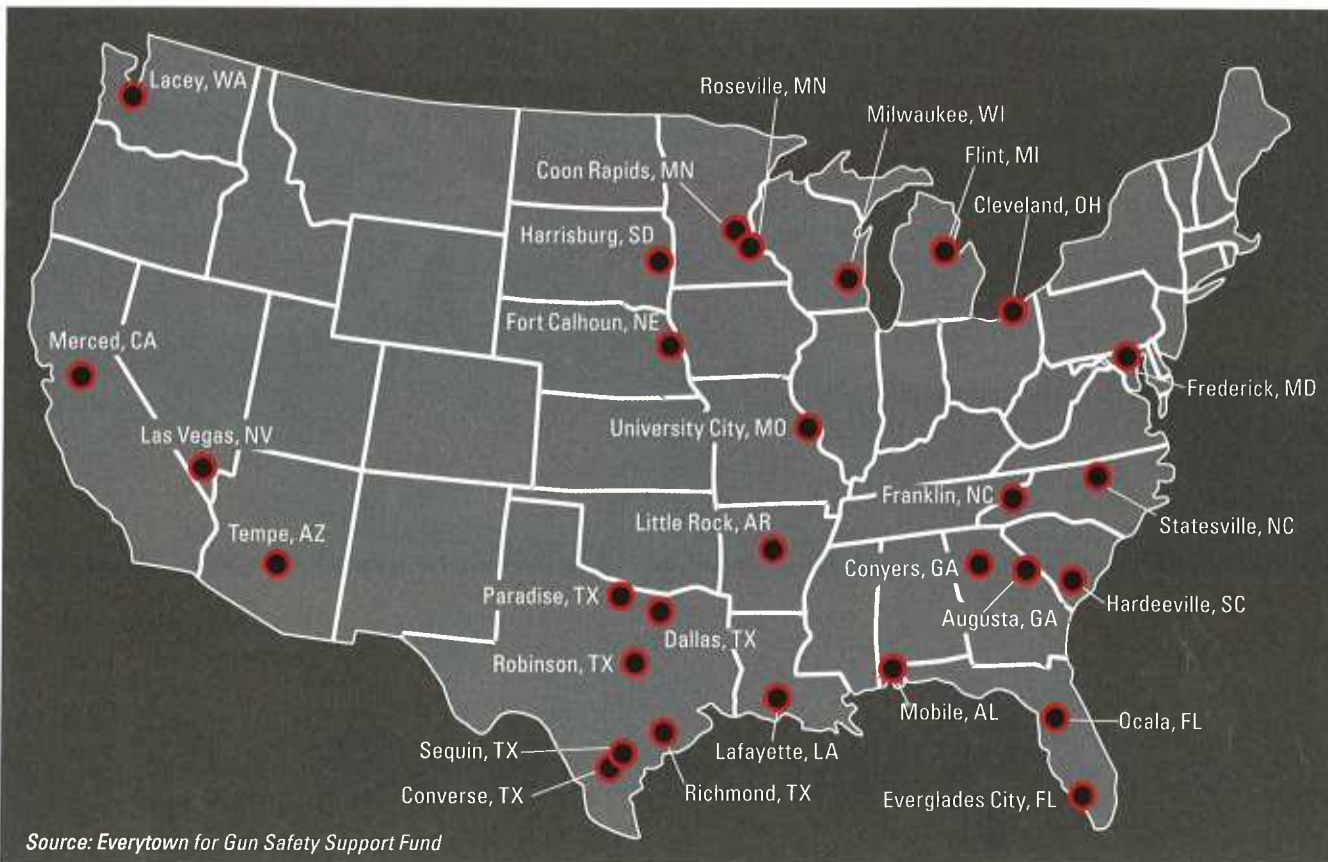 Lacey, WA
Roseville, MN
Milwaukee, WI
Flint, MI
Coon Rapids, MN
Cleveland, OH
Harrisburg, SD
Fort Calhoun, NE
Merced, CA
Frederick, MD
University City, MO
Las Vegas, NV
Franklin, NC
Little Rock, AR
Statesville, NC
Tempe, AZ
Conyers, GA
Paradise, TX
Hardeeville, SC
Augusta, GA
Dallas, TX
Robinson, TX
Mobile, AL
Ocala, FL
Sequin, TX
Lafayette, LA
Converse, TX
Richmond, TX
Everglades City, FL
Source: Everytown for Gun Safety Support Fund